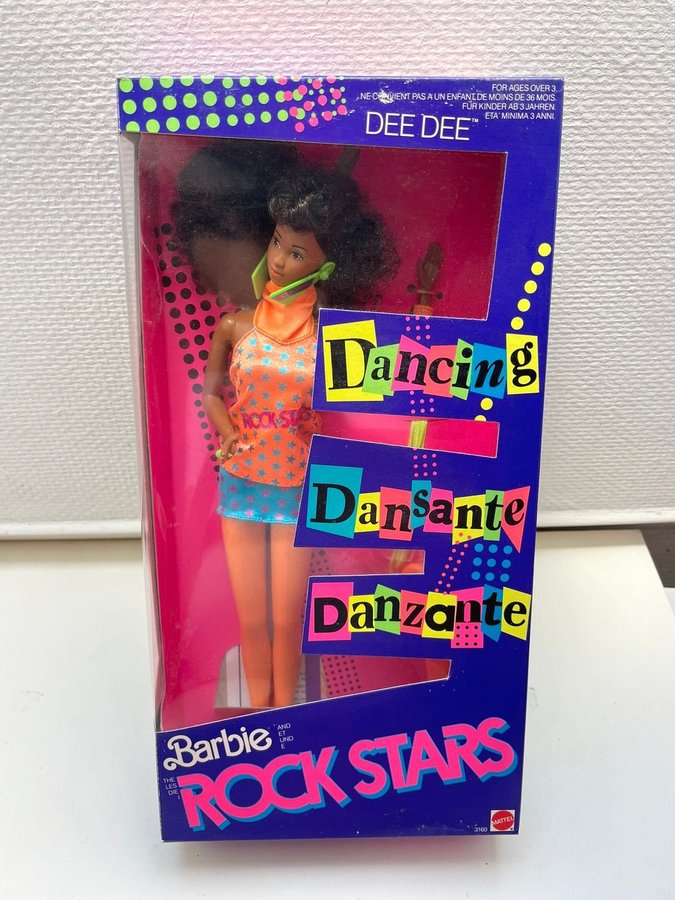 FOR AGES OVER 3.
NE CONVIENT PAS A UN ENFANT DE MOINS DE 36 MOIS.
FÜR KINDER AB 3 JAHREN.
ETA' MINIMA 3 ANNI.
DEE DEE™
Dancing
ROCK STARS
Dansante
Danzante
Barbie
AND
ET
UND
E
THE
LES
DIE
I
ROCK STARS
3160
MATTEL